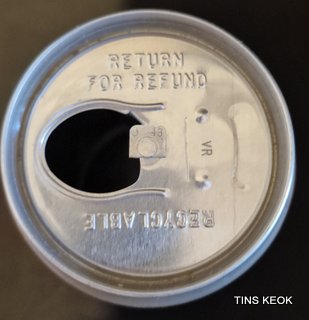 RETURN
FOR REFUND
VR
RECYCLABLE
TINS KEOK